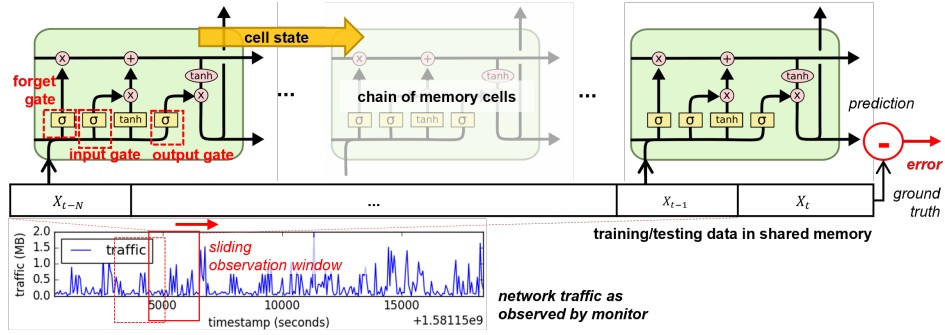 cell state
x
+
tanh
x
x
forget
gate
σ
σ
tanh
σ
input gate
output gate
...
x
+
tanh
x
x
chain of memory cells
σ
σ
tanh
σ
...
x
+
tanh
x
x
σ
σ
tanh
σ
prediction
-
error
ground
truth
X_{t-N}
...
X_{t-1}
X_t
training/testing data in shared memory
traffic (MB)
2.0
1.5
1.0
0.5
0.0
traffic
sliding
observation window
5000
10000
15000
timestamp (seconds)
+1.58115e9
network traffic as
observed by monitor